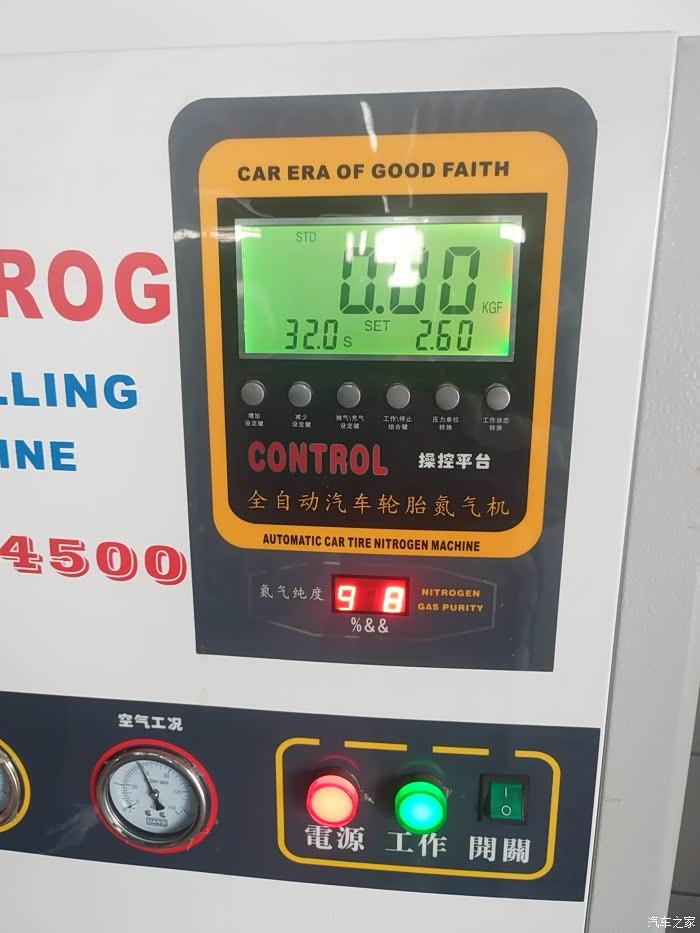 CAR ERA OF GOOD FAITH
STD
0.00
KGF
32.0 S
SET
2.60
ROG
LLING
INE
4500
增加
设定键
减少
设定键
抽气\充气
设定键
工作\停止
组合键
压力单位
转换
工作状态
转换
CONTROL 操控平台
全自动汽车轮胎氮气机
AUTOMATIC CAR TIRE NITROGEN MACHINE
氮气纯度
98
NITROGEN
GAS PURITY
%&&
空气工况
電源
工作
開關
I
O
汽车之家